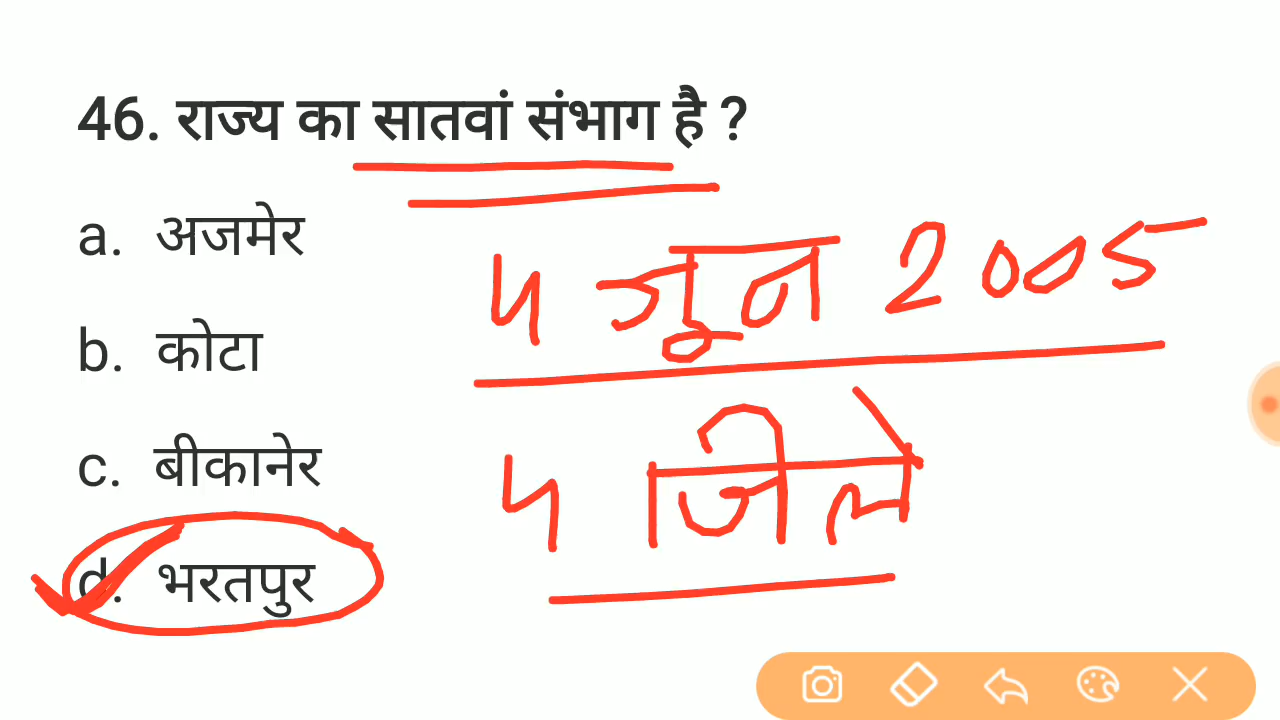 46. राज्य का सातवां संभाग है ?
a. अजमेर
4 जून 2005
b. कोटा
c. बीकानेर
4 जिले
d. भरतपुर